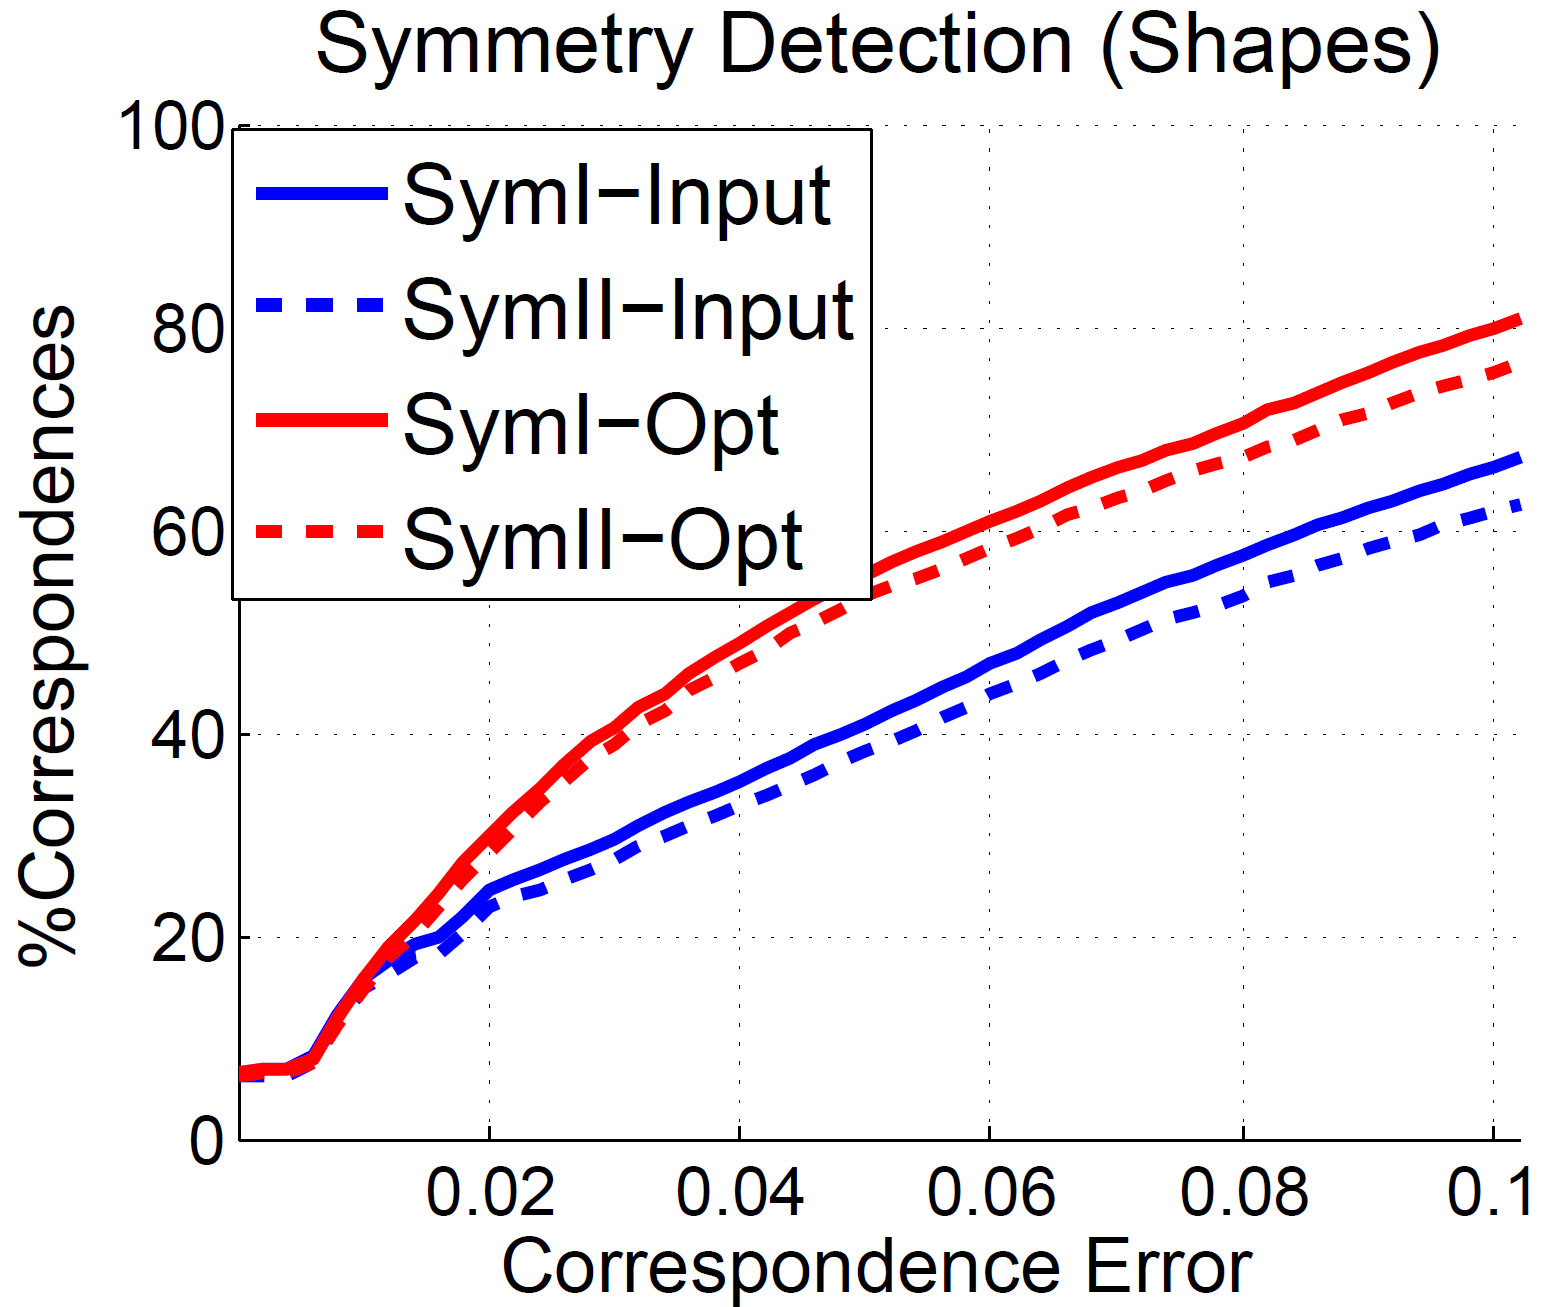 Symmetry Detection (Shapes)
100
80
60
40
20
0
%Correspondences
SymI−Input
SymII−Input
SymI−Opt
SymII−Opt
0.02 0.04 0.06 0.08 0.1
Correspondence Error